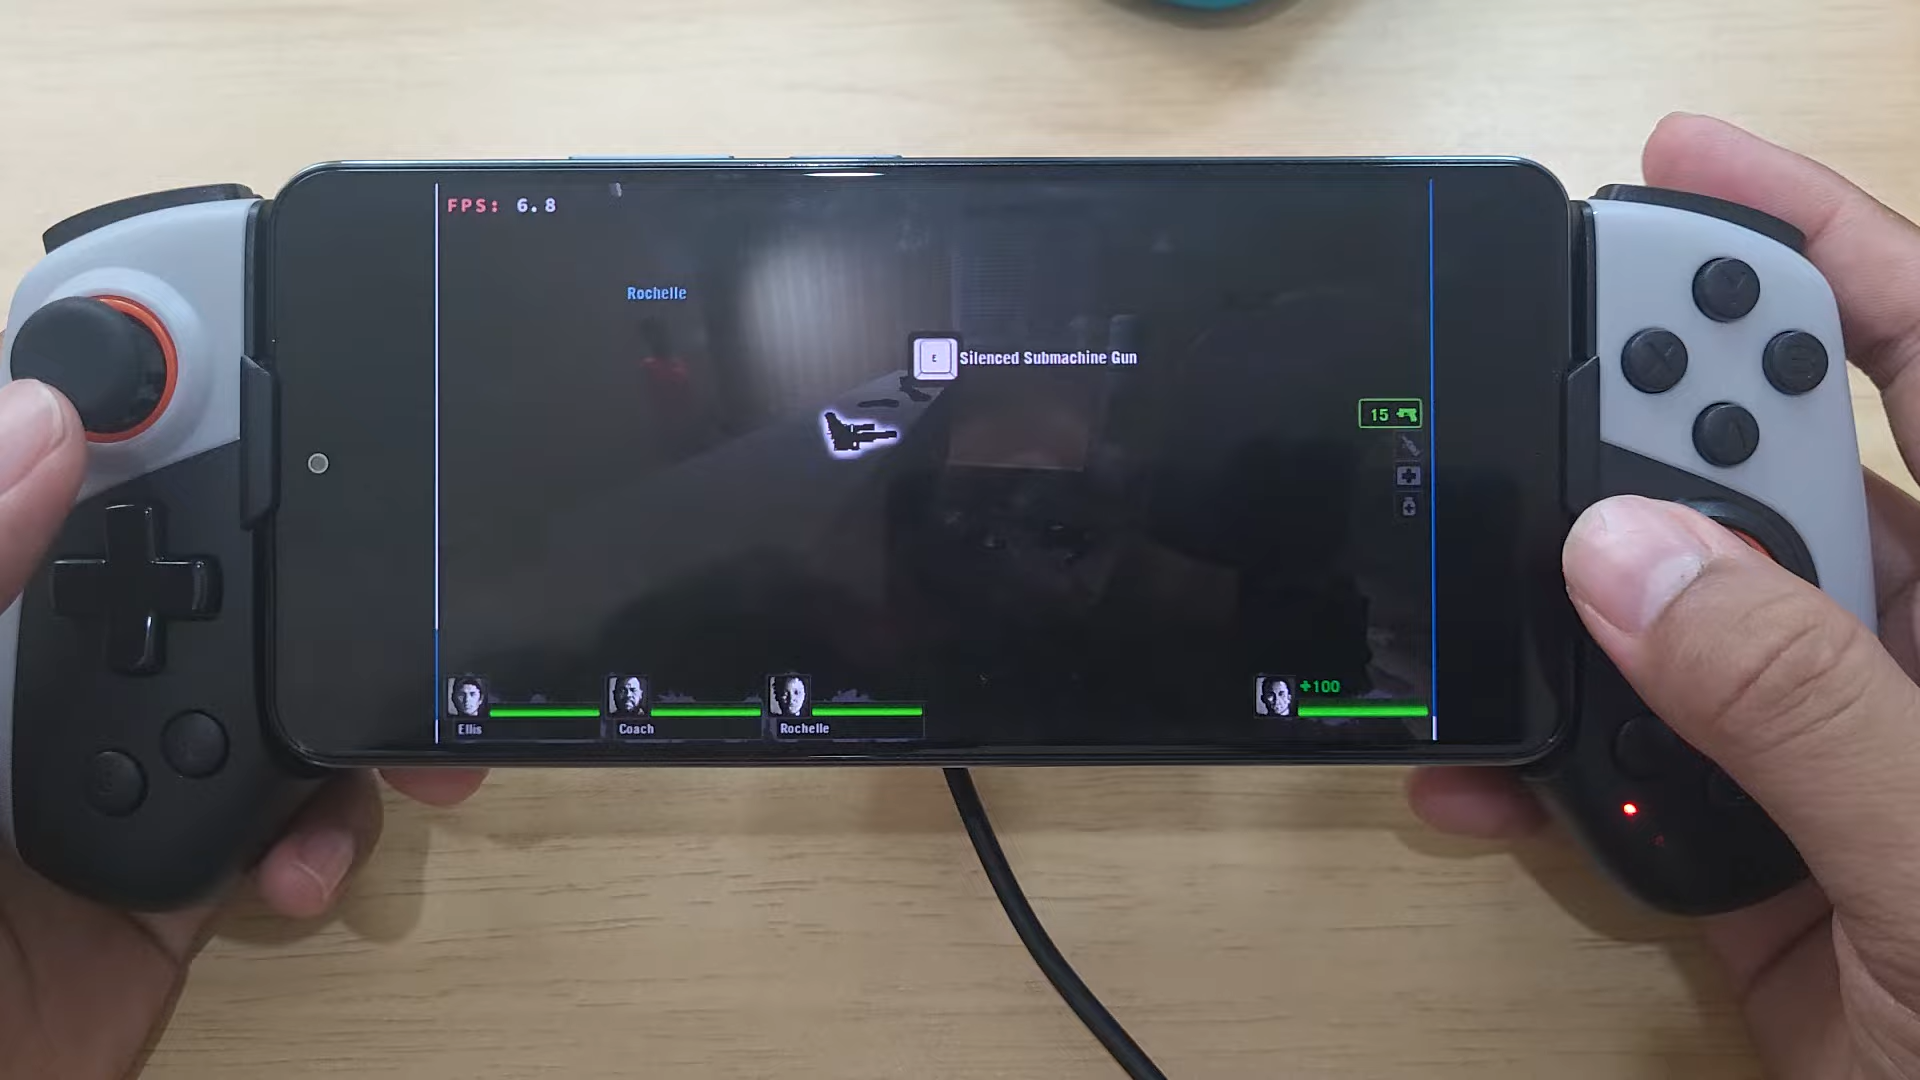 FPS: 6.8
Rochelle
E
Silenced Submachine Gun
15
+100
Ellis
Coach
Rochelle
Y
X